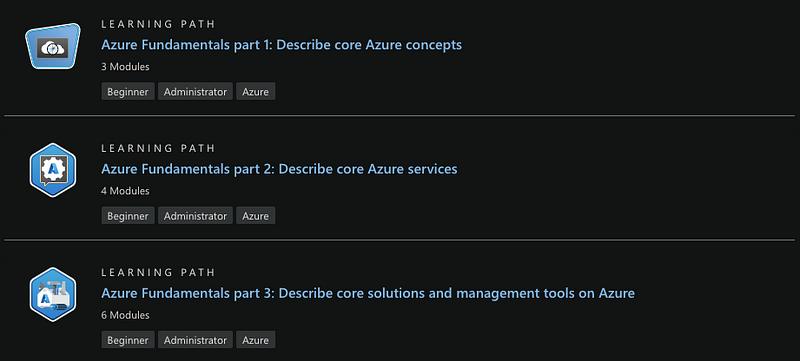 LEARNING PATH
Azure Fundamentals part 1: Describe core Azure concepts
3 Modules
Beginner Administrator Azure
LEARNING PATH
Azure Fundamentals part 2: Describe core Azure services
4 Modules
Beginner Administrator Azure
LEARNING PATH
Azure Fundamentals part 3: Describe core solutions and management tools on Azure
6 Modules
Beginner Administrator Azure